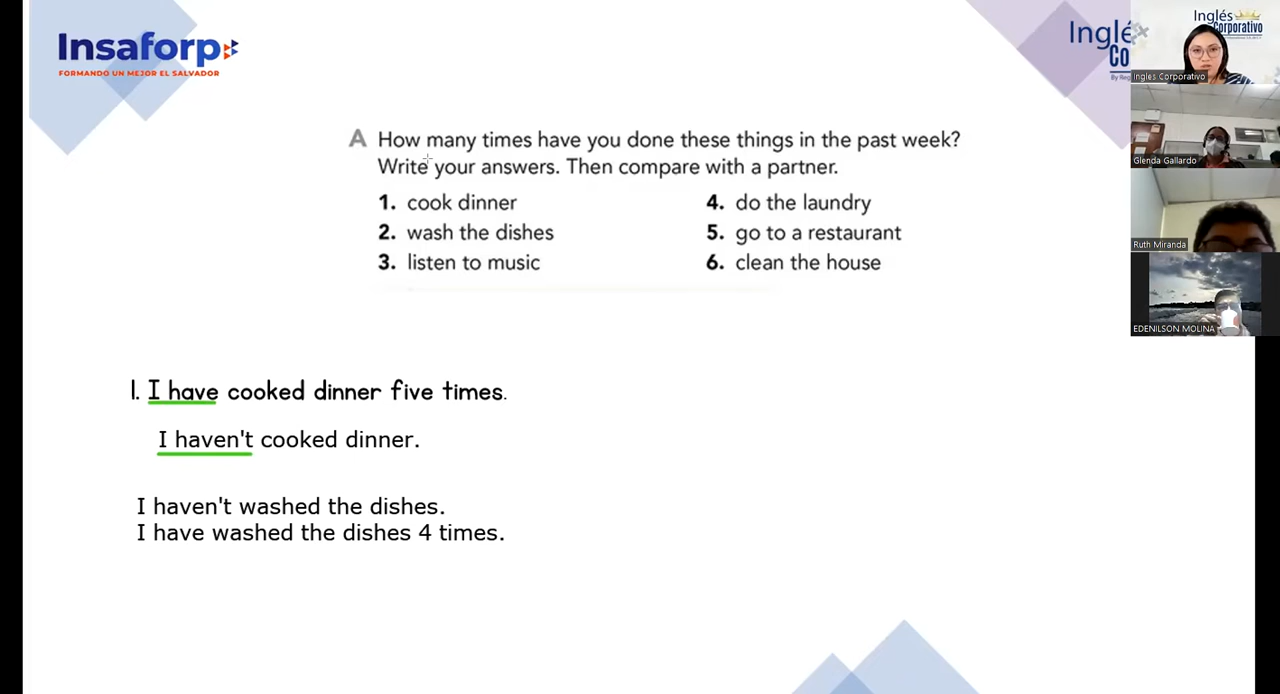 Insaforp
FORMANDO UN MEJOR EL SALVADOR
Inglés
Corporativo
Ingles Corporativo
Glenda Gallardo
Ruth Miranda
EDENILSON MOLINA
A How many times have you done these things in the past week?
Write your answers. Then compare with a partner.
1. cook dinner
2. wash the dishes
3. listen to music
4. do the laundry
5. go to a restaurant
6. clean the house
1. I have cooked dinner five times.
I haven't cooked dinner.
I haven't washed the dishes.
I have washed the dishes 4 times.